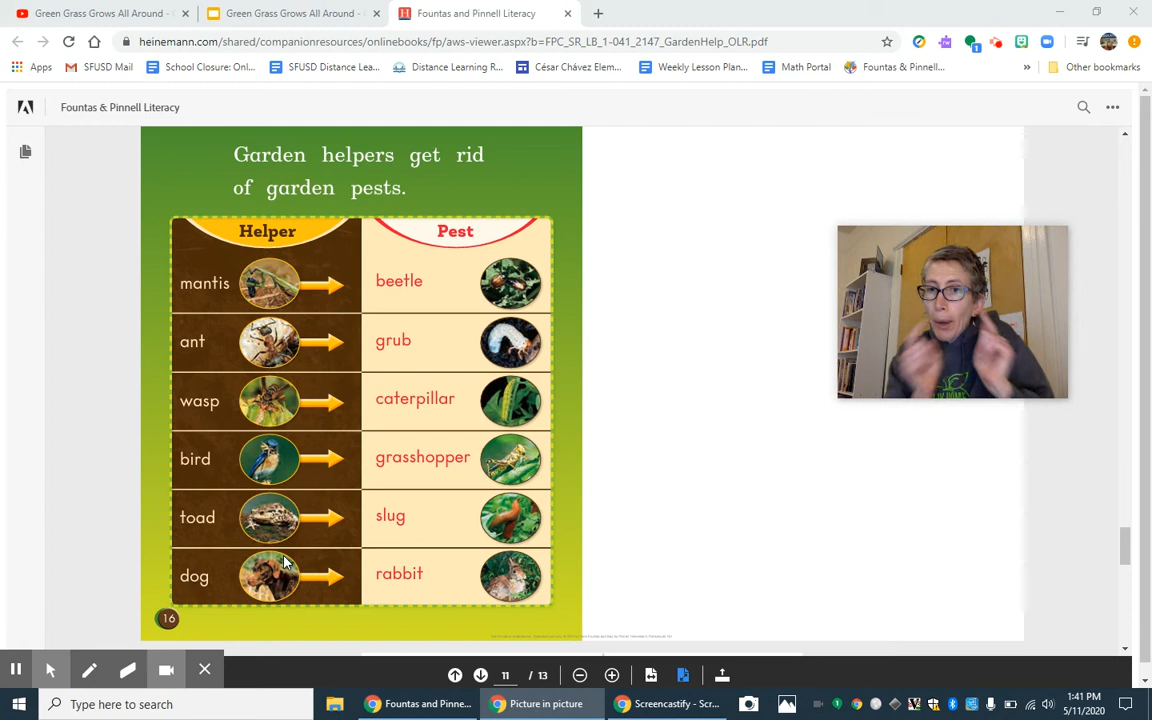 Green Grass Grows All Around -
Green Grass Grows All Around -
Fountas and Pinnell Literacy
heinemann.com/shared/companionresources/onlinebooks/fp/aws-viewer.aspx?b=FPC_SR_LB_1-041_2147_GardenHelp_OLR.pdf
Apps
SFUSD Mail
School Closure: Onl...
SFUSD Distance Lea...
Distance Learning R...
César Chávez Elem...
Weekly Lesson Plan...
Math Portal
Fountas & Pinnell...
»
Other bookmarks
Fountas & Pinnell Literacy
Garden helpers get rid
of garden pests.
Helper
Pest
mantis
beetle
ant
grub
wasp
caterpillar
bird
grasshopper
toad
slug
dog
rabbit
16
11 / 13
Type here to search
Fountas and Pinne...
Picture in picture
Screencastify - Scr...
1:41 PM
5/11/2020